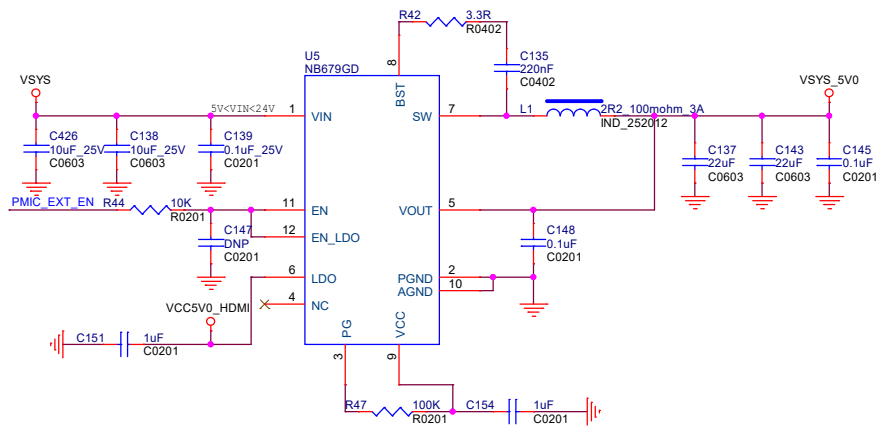 R42
3.3R
R0402
U5
NB679GD
C135
220nF
C0402
VSYS
VSYS_5V0
8
BST
5V<VIN<24V
1
VIN
SW
7
L1
2R2_100mohm_3A
IND_252012
C426
10uF_25V
C0603
C138
10uF_25V
C0603
C139
0.1uF_25V
C0201
C137
22uF
C0603
C143
22uF
C0603
C145
0.1uF
C0201
PMIC_EXT_EN
R44
10K
R0201
11
EN
VOUT
5
12
EN_LDO
C147
DNP
C0201
C148
0.1uF
C0201
6
LDO
PGND
2
AGND
10
4
NC
VCC5V0_HDMI
PG
VCC
C151
1uF
C0201
3
9
R47
100K
R0201
C154
1uF
C0201